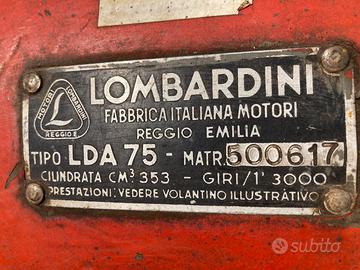 MOTORI LOMBARDINI
L
REGGIO E.
LOMBARDINI
FABBRICA ITALIANA MOTORI
REGGIO EMILIA
TIPO LDA 75 - MATR. 500617
CILINDRATA CM³ 353 - GIRI/1' 3000
PRESTAZIONI, VEDERE VOLANTINO ILLUSTRATIVO
subito